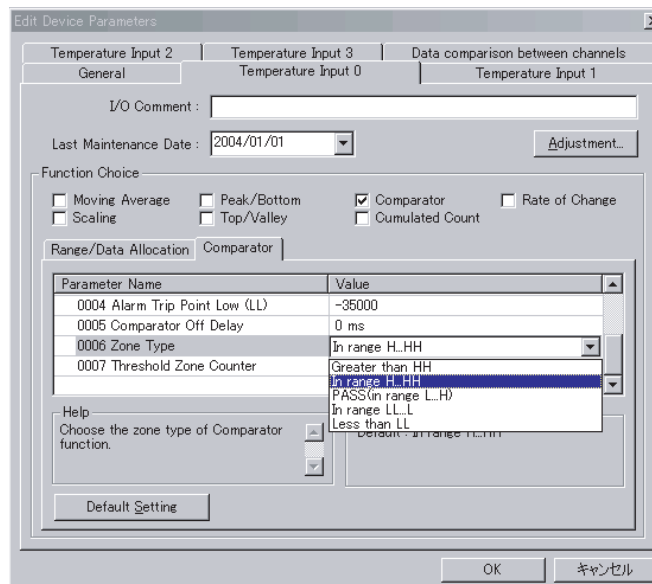 Edit Device Parameters
Temperature Input 2
Temperature Input 3
Data comparison between channels
General
Temperature Input 0
Temperature Input 1
I/O Comment :
Last Maintenance Date :
2004/01/01
Adjustment...
Function Choice
Moving Average
Peak/Bottom
Comparator
Rate of Change
Scaling
Top/Valley
Cumulated Count
Range/Data Allocation
Comparator
Parameter Name
Value
0004 Alarm Trip Point Low (LL)
-35000
0005 Comparator Off Delay
0 ms
0006 Zone Type
In range H...HH
0007 Threshold Zone Counter
Greater than HH
In range H...HH
PASS(in range L...H)
In range LL...L
Less than LL
Help
Choose the zone type of Comparator
function.
Default : In range H...HH
Default Setting
OK
キャンセル